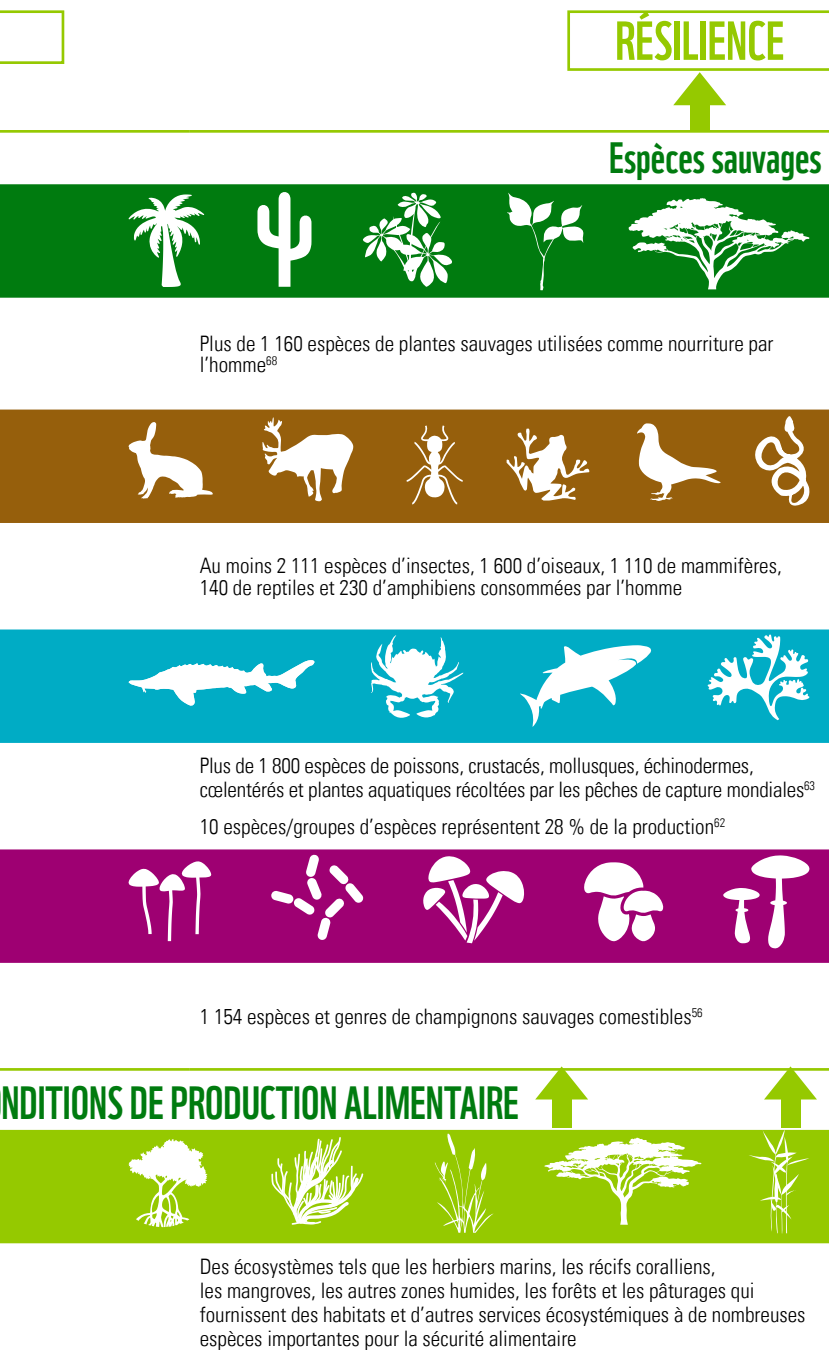 RÉSILIENCE
Espèces sauvages
Plus de 1 160 espèces de plantes sauvages utilisées comme nourriture par
l’homme68
Au moins 2 111 espèces d’insectes, 1 600 d’oiseaux, 1 110 de mammifères,
140 de reptiles et 230 d’amphibiens consommées par l’homme
Plus de 1 800 espèces de poissons, crustacés, mollusques, échinodermes,
cœlentérés et plantes aquatiques récoltées par les pêches de capture mondiales63
10 espèces/groupes d’espèces représentent 28 % de la production62
1 154 espèces et genres de champignons sauvages comestibles56
ONDITIONS DE PRODUCTION ALIMENTAIRE
Des écosystèmes tels que les herbiers marins, les récifs coralliens,
les mangroves, les autres zones humides, les forêts et les pâturages qui
fournissent des habitats et d’autres services écosystémiques à de nombreuses
espèces importantes pour la sécurité alimentaire